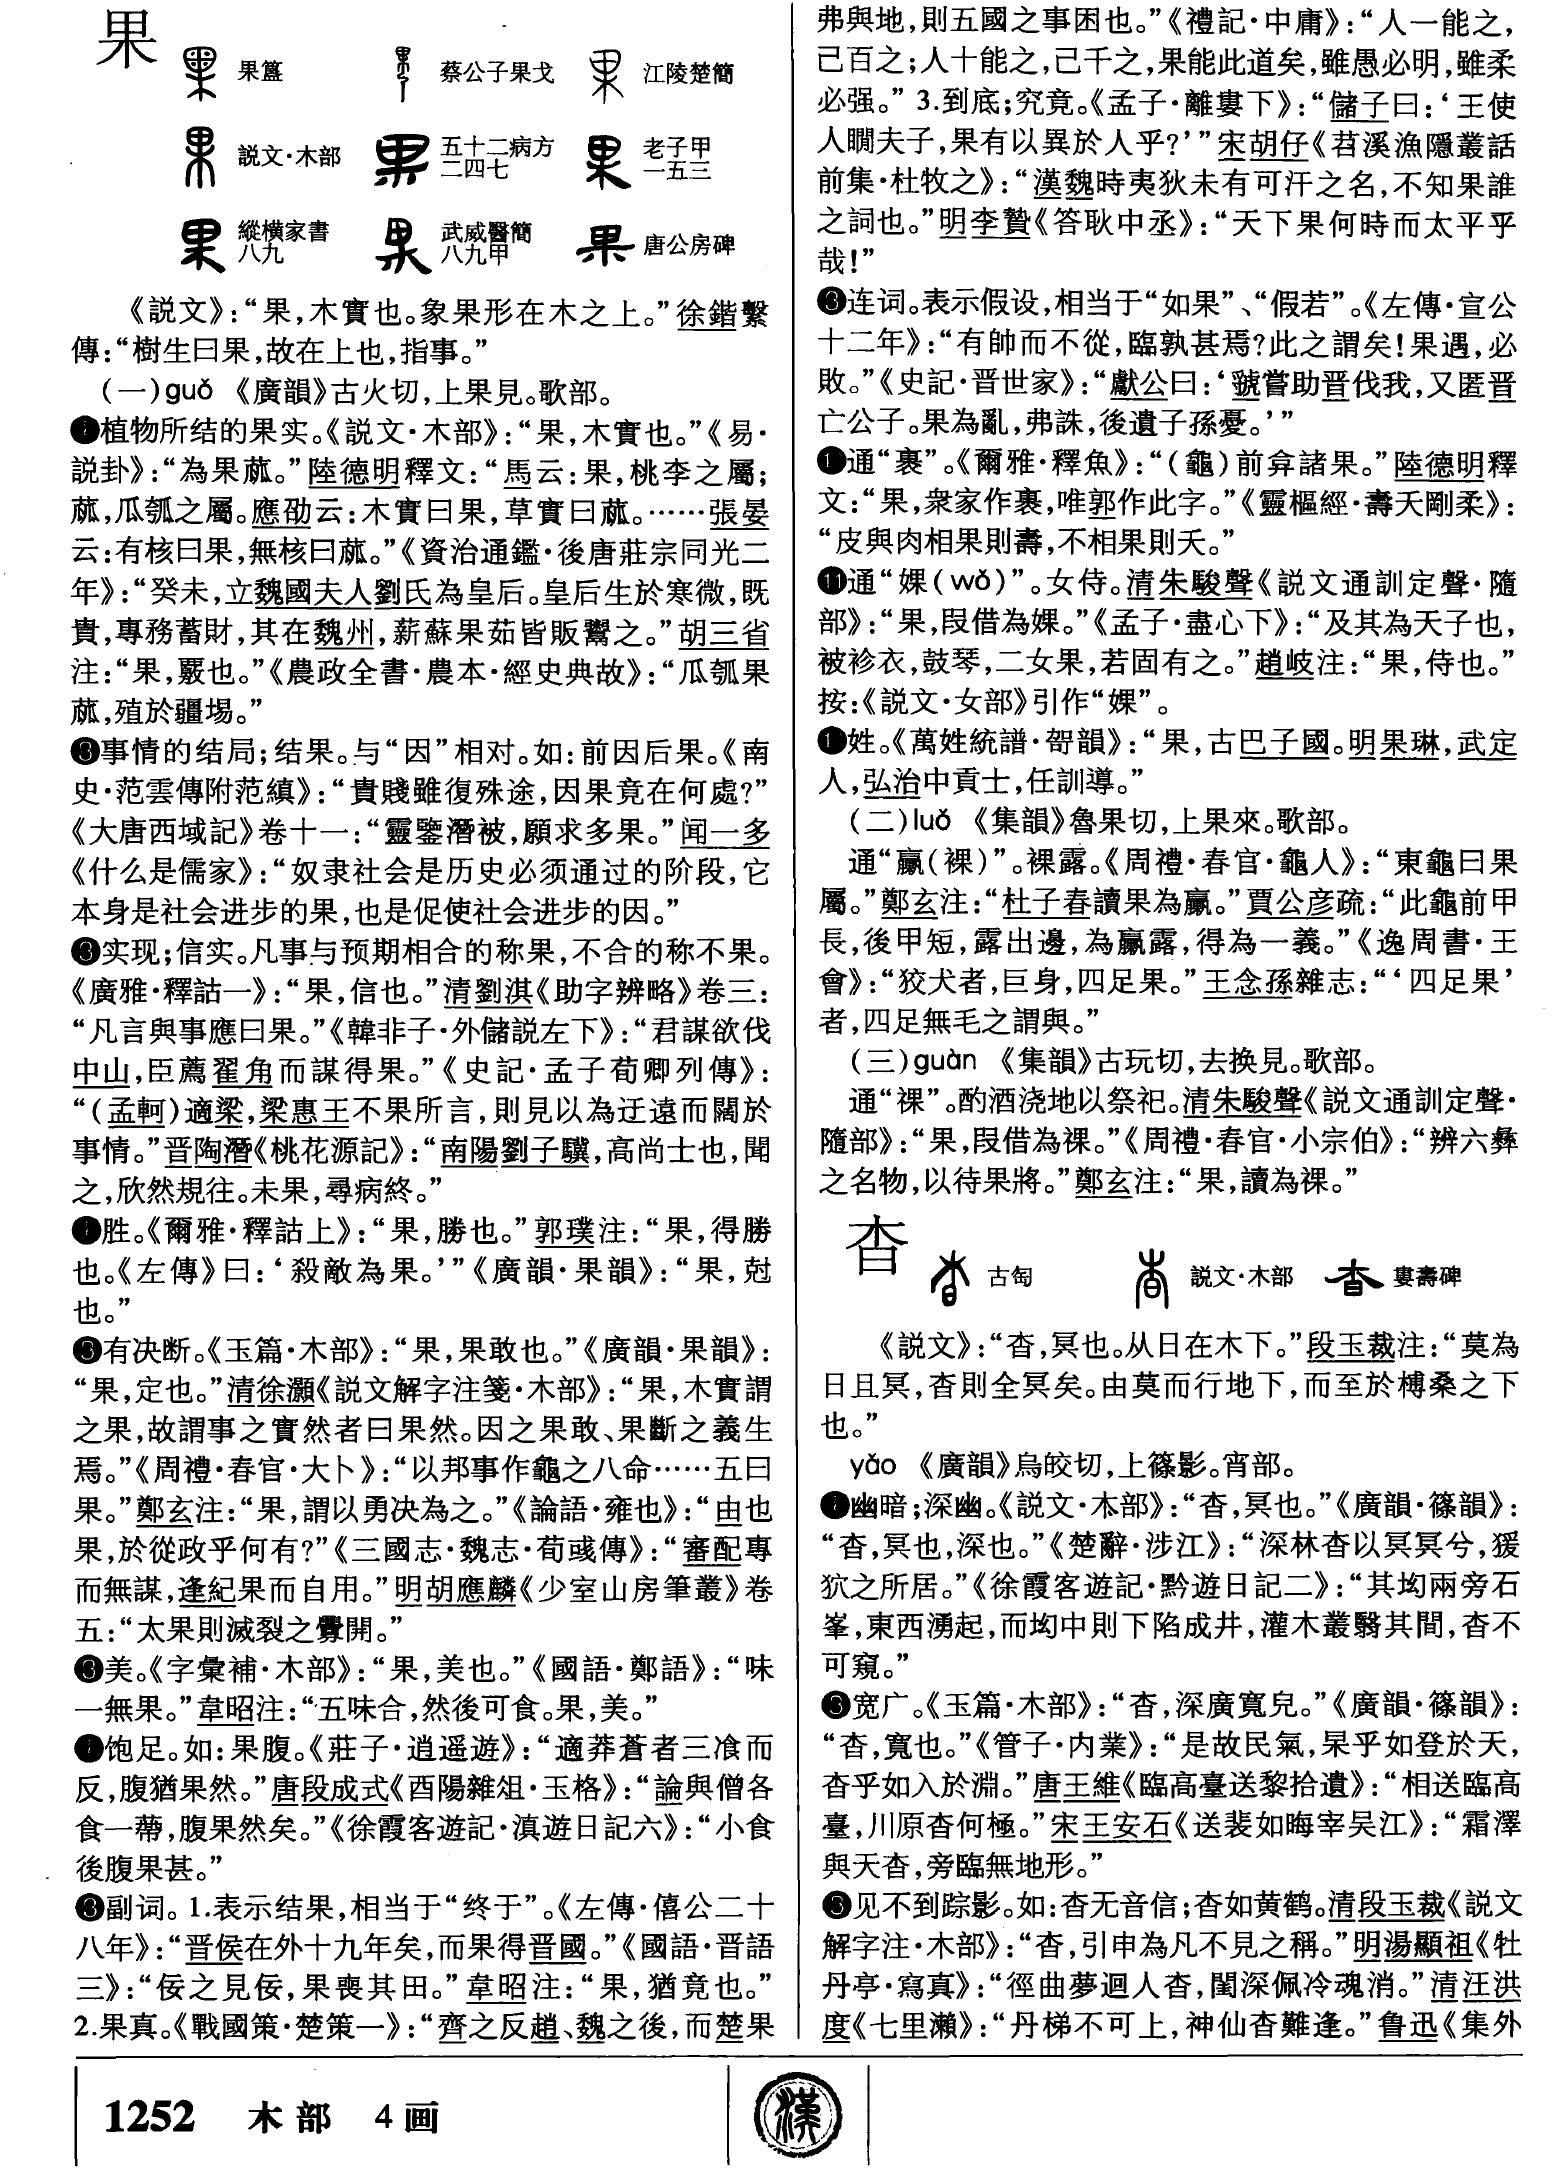 果
果簋 蔡公子果戈 江陵楚簡
説文·木部 五十二病方二四七 老子甲一五三
縱横家書八九 武威醫簡八九甲 唐公房碑
《説文》：“果，木實也。象果形在木之上。”徐鍇繫
傳：“樹生曰果，故在上也，指事。”
（一）guǒ 《廣韻》古火切，上果見。歌部。
植物所结的果实。《説文·木部》：“果，木實也。”《易·
説卦》：“為果蓏。”陸德明釋文：“馬云：果，桃李之屬；
蓏，瓜瓠之屬。應劭云：木實曰果，草實曰蓏。……張晏
云：有核曰果，無核曰蓏。”《資治通鑑·後唐莊宗同光二
年》：“癸未，立魏國夫人劉氏為皇后。皇后生於寒微，既
貴，專務蓄財，其在魏州，薪蘇果茹皆販鬻之。”胡三省
注：“果，蓏也。”《農政全書·農本·經史典故》：“瓜瓠果
蓏，殖於疆埸。”
❸事情的结局；结果。与“因”相对。如：前因后果。《南
史·范雲傳附范縝》：“貴賤雖復殊途，因果竟在何處？”
《大唐西域記》卷十一：“靈鑒潛被，願求多果。”闻一多
《什么是儒家》：“奴隶社会是历史必须通过的阶段，它
本身是社会进步的果，也是促使社会进步的因。”
❸实现；信实。凡事与预期相合的称果，不合的称不果。
《廣雅·釋詁一》：“果，信也。”清劉淇《助字辨略》卷三：
“凡言與事應曰果。”《韓非子·外儲説左下》：“君謀欲伐
中山，臣薦翟角而謀得果。”《史記·孟子荀卿列傳》：
“（孟軻）適梁，梁惠王不果所言，則見以為迂遠而闊於
事情。”晋陶潛《桃花源記》：“南陽劉子驥，高尚士也，聞
之，欣然規往。未果，尋病終。”
胜。《爾雅·釋詁上》：“果，勝也。”郭璞注：“果，得勝
也。《左傳》曰：‘殺敵為果。’”《廣韻·果韻》：“果，尅
也。”
❸有决断。《玉篇·木部》：“果，果敢也。”《廣韻·果韻》：
“果，定也。”清徐灝《説文解字注箋·木部》：“果，木實謂
之果，故謂事之實然者曰果然。因之果敢、果斷之義生
焉。”《周禮·春官·大卜》：“以邦事作龜之八命……五曰
果。”鄭玄注：“果，謂以勇决為之。”《論語·雍也》：“由也
果，於從政乎何有？”《三國志·魏志·荀彧傳》：“審配專
而無謀，逢紀果而自用。”明胡應麟《少室山房筆叢》卷
五：“太果則滅裂之釁開。”
❸美。《字彙補·木部》：“果，美也。”《國語·鄭語》：“味
一無果。”韋昭注：“五味合，然後可食。果，美。”
饱足。如：果腹。《莊子·逍遥遊》：“適莽蒼者三飡而
反，腹猶果然。”唐段成式《酉陽雜俎·玉格》：“論與僧各
食一蔕，腹果然矣。”《徐霞客遊記·滇遊日記六》：“小食
後腹果甚。”
❸副词。1.表示结果，相当于“终于”。《左傳·僖公二十
八年》：“晋侯在外十九年矣，而果得晋國。”《國語·晋語
三》：“佞之見佞，果喪其田。”韋昭注：“果，猶竟也。”
2.果真。《戰國策·楚策一》：“齊之反趙、魏之後，而楚果
弗與地，則五國之事困也。”《禮記·中庸》：“人一能之，
己百之；人十能之，己千之，果能此道矣，雖愚必明，雖柔
必强。” 3.到底；究竟。《孟子·離婁下》：“儲子曰：‘王使
人瞯夫子，果有以異於人乎？’”宋胡仔《苕溪漁隱叢話
前集·杜牧之》：“漢魏時夷狄未有可汗之名，不知果誰
之詞也。”明李贄《答耿中丞》：“天下果何時而太平乎
哉！”
❸连词。表示假设，相当于“如果”、“假若”。《左傳·宣公
十二年》：“有帥而不從，臨孰甚焉？此之謂矣！果遇，必
敗。”《史記·晋世家》：“獻公曰：‘虢嘗助晋伐我，又匿晋
亡公子。果為亂，弗誅，後遺子孫憂。’”
❶通“裹”。《爾雅·釋魚》：“（龜）前弇諸果。”陸德明釋
文：“果，衆家作裹，唯郭作此字。”《靈樞經·壽夭剛柔》：
“皮與肉相果則壽，不相果則夭。”
⓫通“婐（wǒ）”。女侍。清朱駿聲《説文通訓定聲·隨
部》：“果，叚借為婐。”《孟子·盡心下》：“及其為天子也，
被袗衣，鼓琴，二女果，若固有之。”趙岐注：“果，侍也。”
按：《説文·女部》引作“婐”。
❶姓。《萬姓統譜·哿韻》：“果，古巴子國。明果琳，武定
人，弘治中貢士，任訓導。”
（二）luǒ 《集韻》魯果切，上果來。歌部。
通“臝（裸）”。裸露。《周禮·春官·龜人》：“東龜曰果
屬。”鄭玄注：“杜子春讀果為臝。”賈公彦疏：“此龜前甲
長，後甲短，露出邊，為臝露，得為一義。”《逸周書·王
會》：“狡犬者，巨身，四足果。”王念孫雜志：“‘四足果’
者，四足無毛之謂與。”
（三）guàn 《集韻》古玩切，去换見。歌部。
通“祼”。酌酒浇地以祭祀。清朱駿聲《説文通訓定聲·
隨部》：“果，叚借為祼。”《周禮·春官·小宗伯》：“辨六彝
之名物，以待果將。”鄭玄注：“果，讀為祼。”
杳
古匋 説文·木部 婁壽碑
《説文》：“杳，冥也。从日在木下。”段玉裁注：“莫為
日且冥，杳則全冥矣。由莫而行地下，而至於榑桑之下
也。”
yǎo 《廣韻》烏皎切，上篠影。宵部。
幽暗；深幽。《説文·木部》：“杳，冥也。”《廣韻·篠韻》：
“杳，冥也，深也。”《楚辭·涉江》：“深林杳以冥冥兮，猨
狖之所居。”《徐霞客遊記·黔遊日記二》：“其坳兩旁石
峯，東西湧起，而坳中則下陷成井，灌木叢翳其間，杳不
可窺。”
❸宽广。《玉篇·木部》：“杳，深廣寬皃。”《廣韻·篠韻》：
“杳，寬也。”《管子·内業》：“是故民氣，杲乎如登於天，
杳乎如入於淵。”唐王維《臨高臺送黎拾遺》：“相送臨高
臺，川原杳何極。”宋王安石《送裴如晦宰吴江》：“霜澤
與天杳，旁臨無地形。”
❸见不到踪影。如：杳无音信；杳如黄鹤。清段玉裁《説文
解字注·木部》：“杳，引申為凡不見之稱。”明湯顯祖《牡
丹亭·寫真》：“徑曲夢迴人杳，閨深佩冷魂消。”清汪洪
度《七里瀨》：“丹梯不可上，神仙杳難逢。”鲁迅《集外
1252 木部 4画
漢